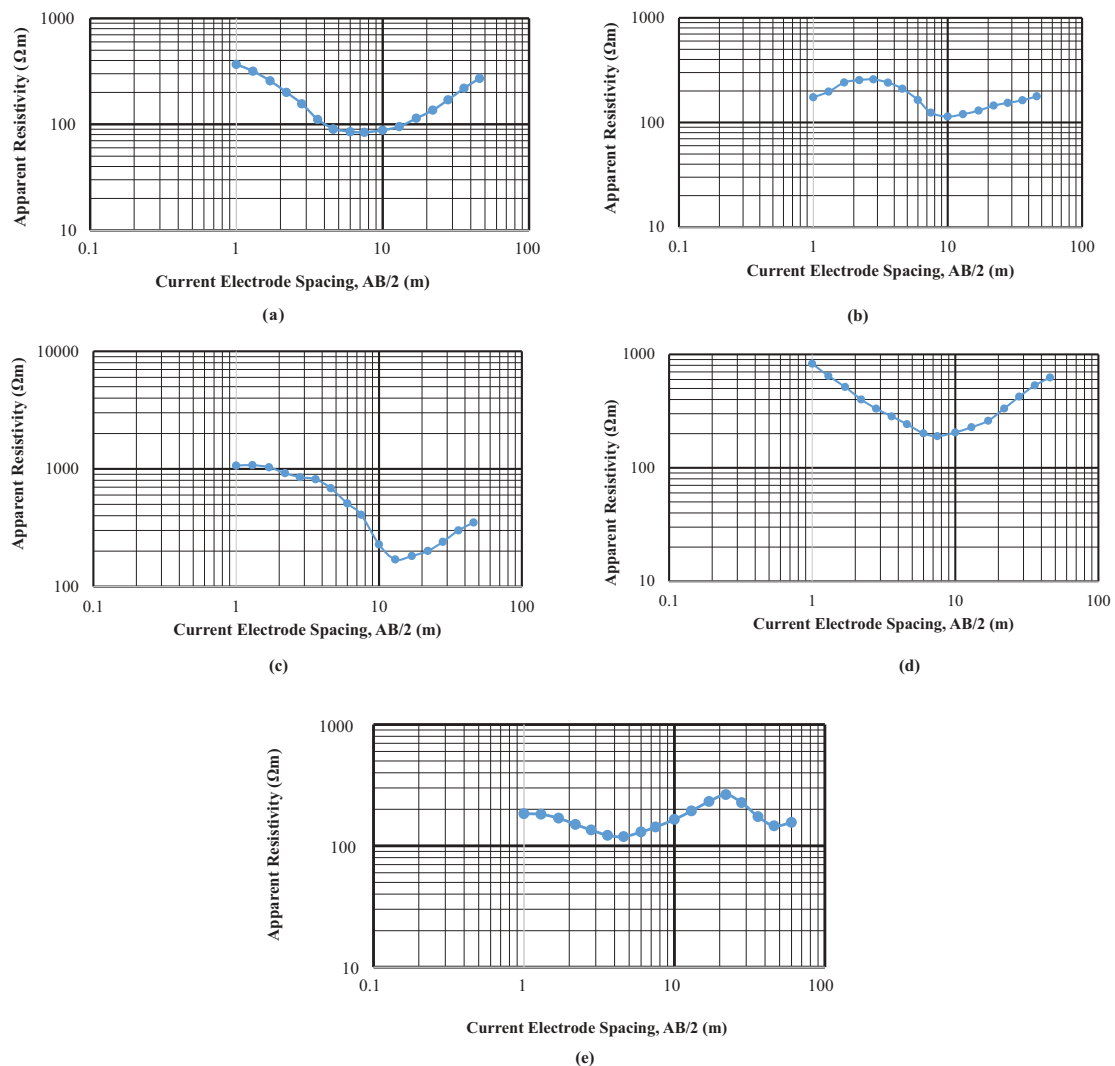 1000
100
10
0.1
1
10
100
Apparent Resistivity (Ωm)
Current Electrode Spacing, AB/2 (m)
(a)
1000
100
10
0.1
1
10
100
Apparent Resistivity (Ωm)
Current Electrode Spacing, AB/2 (m)
(b)
10000
1000
100
0.1
1
10
100
Apparent Resistivity (Ωm)
Current Electrode Spacing, AB/2 (m)
(c)
1000
100
10
0.1
1
10
100
Apparent Resistivity (Ωm)
Current Electrode Spacing, AB/2 (m)
(d)
1000
100
10
0.1
1
10
100
Apparent Resistivity (Ωm)
Current Electrode Spacing, AB/2 (m)
(e)